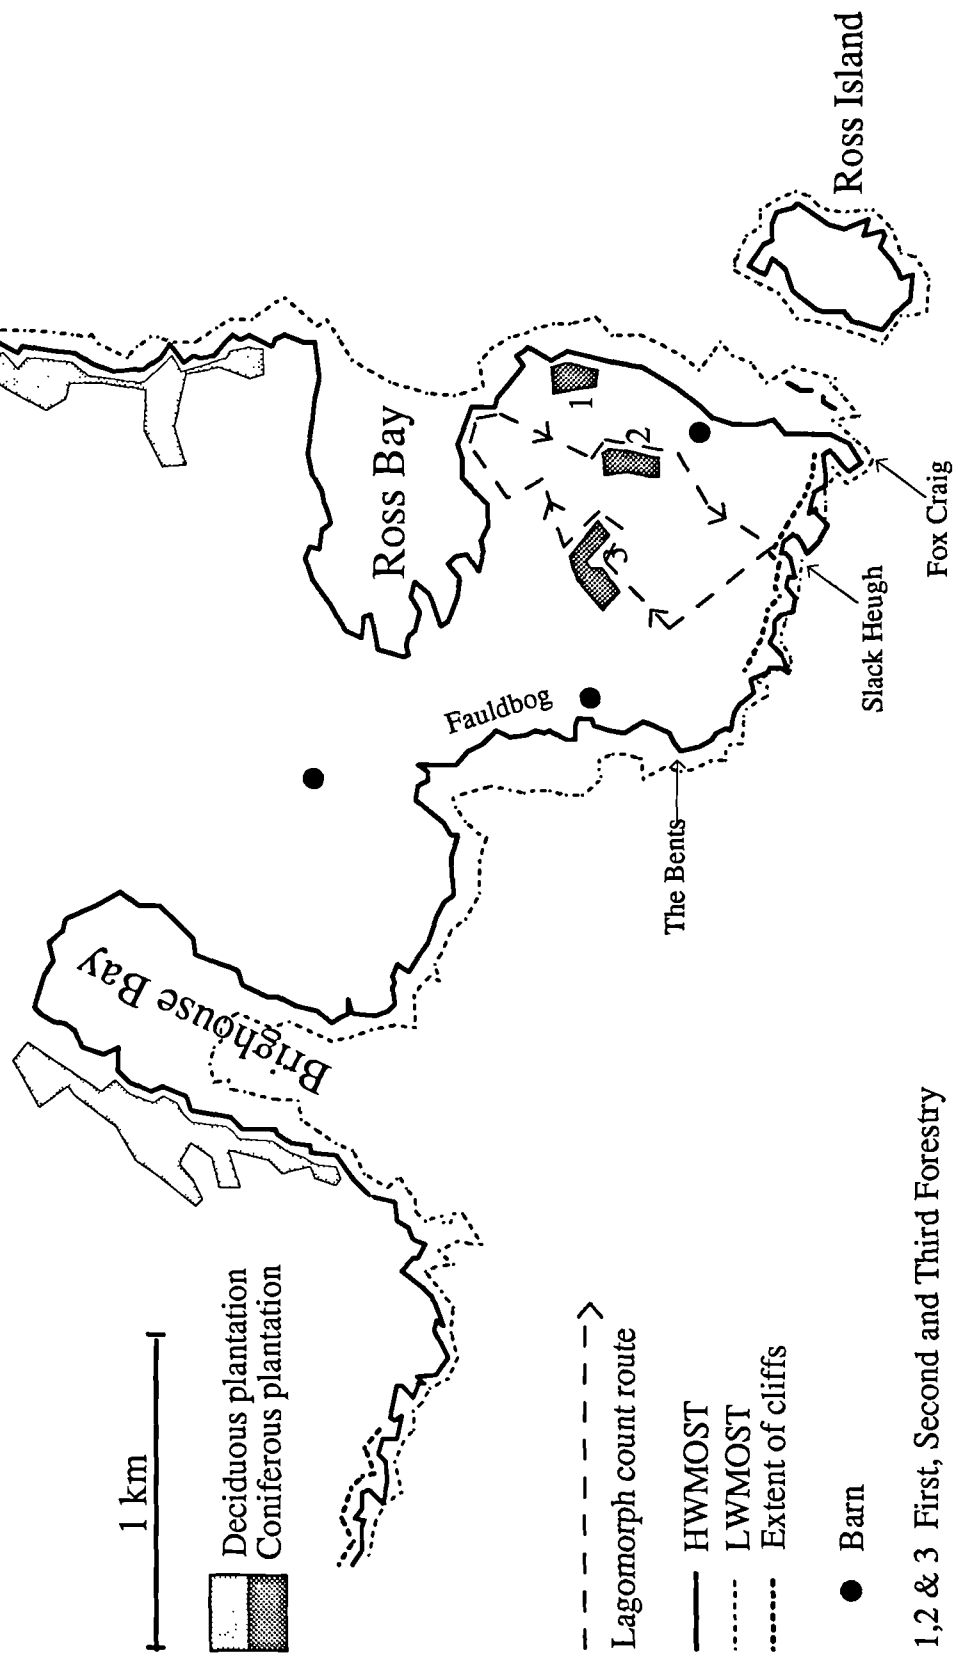 Brighouse Bay
Ross Bay
Fauldbog
The Bents
Slack Heugh
Fox Craig
Ross Island
1
2
3
1 km
Deciduous plantation
Coniferous plantation
Lagomorph count route
HWMOST
LWMOST
Extent of cliffs
Barn
1,2 & 3 First, Second and Third Forestry